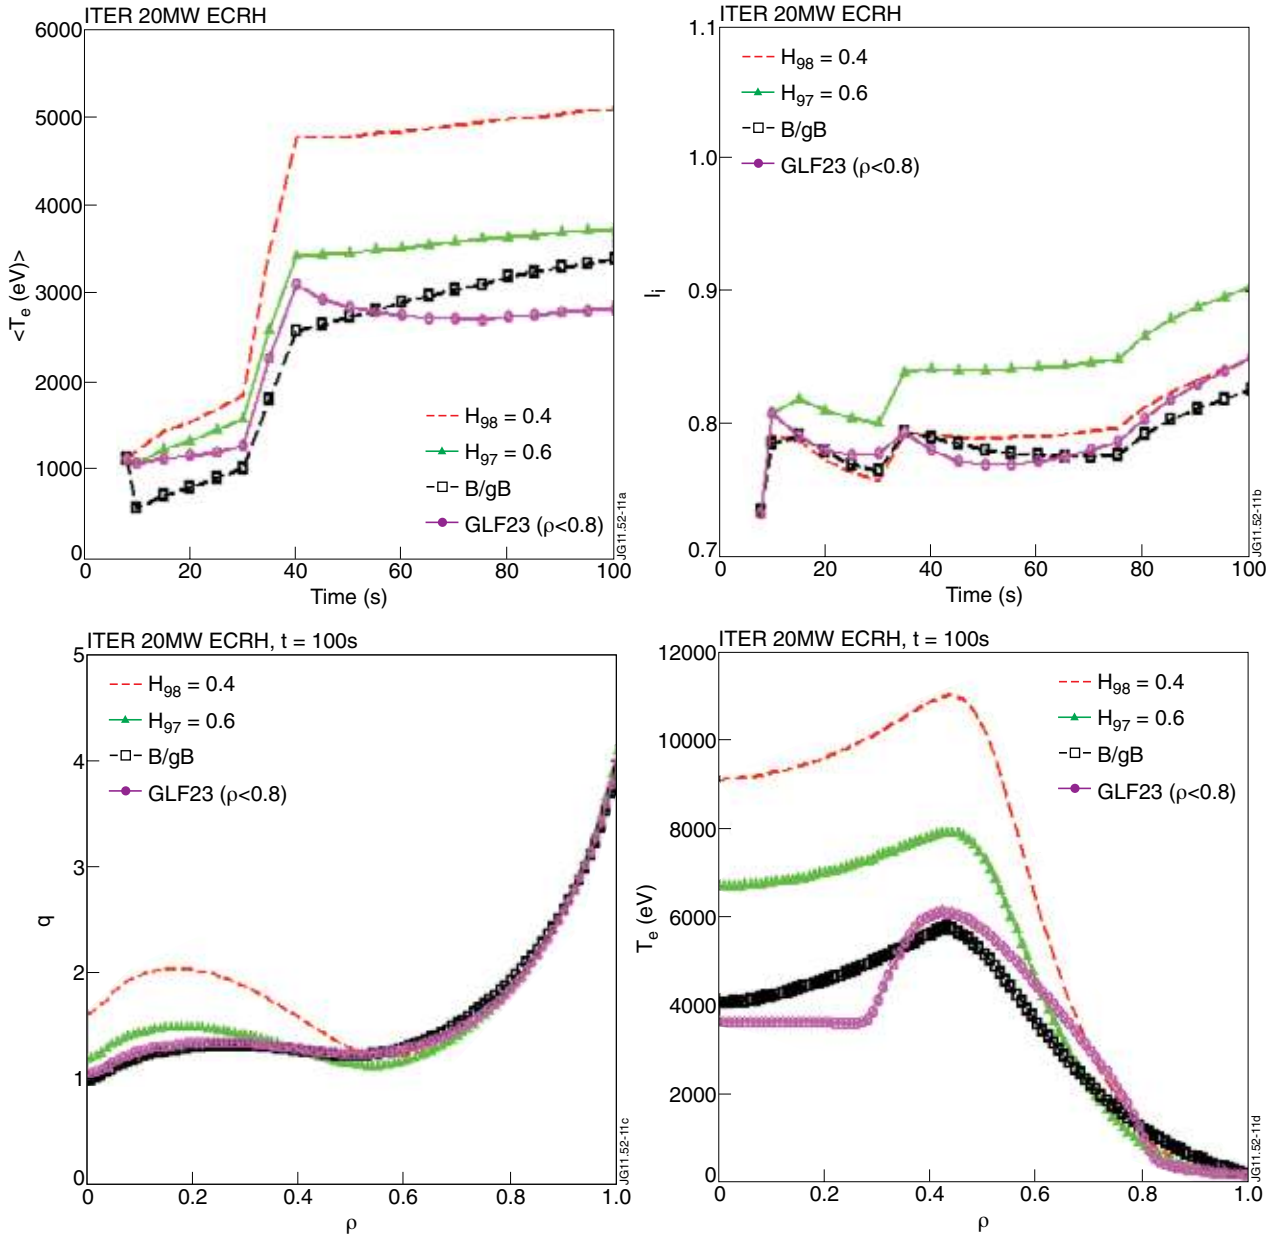 ITER 20MW ECRH
6000
5000
4000
3000
2000
1000
0
<Te (eV)>
H98 = 0.4
H97 = 0.6
B/gB
GLF23 (ρ<0.8)
0 20 40 60 80 100
Time (s)
JG11.52-11a
ITER 20MW ECRH
1.1
1.0
0.9
0.8
0.7
li
H98 = 0.4
H97 = 0.6
B/gB
GLF23 (ρ<0.8)
0 20 40 60 80 100
Time (s)
JG11.52-11b
ITER 20MW ECRH, t = 100s
5
4
3
2
1
0
q
H98 = 0.4
H97 = 0.6
B/gB
GLF23 (ρ<0.8)
0 0.2 0.4 0.6 0.8 1.0
ρ
JG11.52-11c
ITER 20MW ECRH, t = 100s
12000
10000
8000
6000
4000
2000
0
Te (eV)
H98 = 0.4
H97 = 0.6
B/gB
GLF23 (ρ<0.8)
0 0.2 0.4 0.6 0.8 1.0
ρ
JG11.52-11d